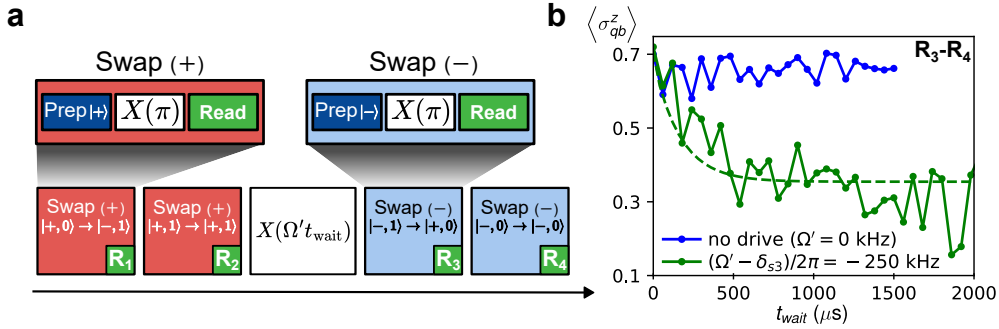 a
Swap (+)
Prep|+⟩ X(π) Read
Swap (−)
Prep|−⟩ X(π) Read
Swap (+)
|+,0⟩→|−,1⟩
R₁
Swap (+)
|+,1⟩→|+,1⟩
R₂
X(Ω′t_wait)
Swap (−)
|−,1⟩→|+,0⟩
R₃
Swap (−)
|−,0⟩→|−,0⟩
R₄
b
⟨σ^z_qb⟩
R₃-R₄
0.7
0.5
0.3
0.1
no drive (Ω′ = 0 kHz)
(Ω′ − δ_s3)/2π = −250 kHz
0 500 1000 1500 2000
t_wait (μs)